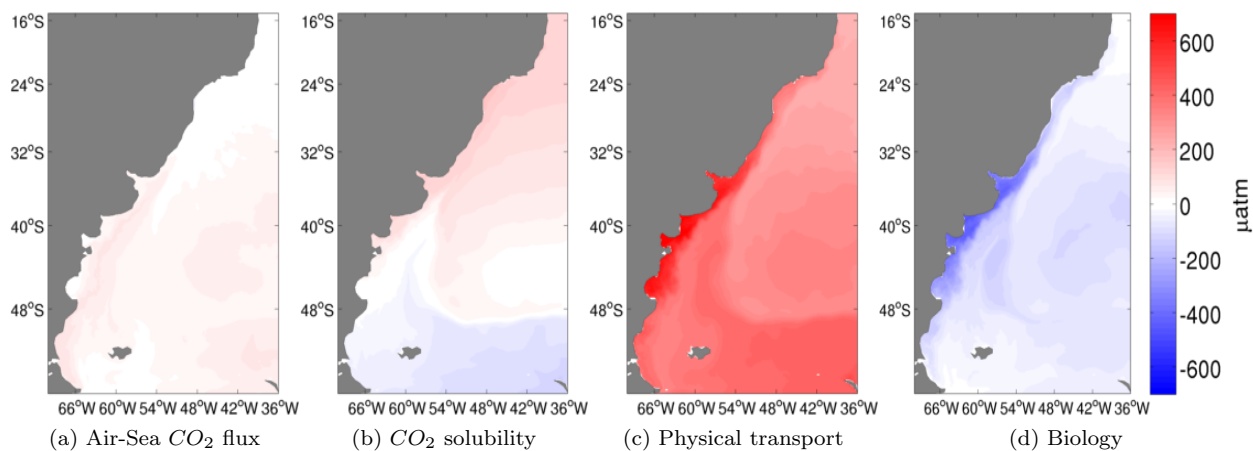 16°S 16°S 16°S 16°S 600
24°S 24°S 24°S 24°S 400
32°S 32°S 32°S 32°S 200
40°S 40°S 40°S 40°S 0 μatm
-200
48°S 48°S 48°S 48°S -400
-600
66°W 60°W 54°W 48°W 42°W 36°W 66°W 60°W 54°W 48°W 42°W 36°W 66°W 60°W 54°W 48°W 42°W 36°W 66°W 60°W 54°W 48°W 42°W 36°W
(a) Air-Sea CO₂ flux (b) CO₂ solubility (c) Physical transport (d) Biology